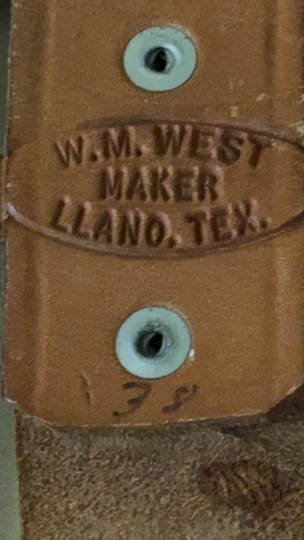 W.M. WEST
MAKER
LLANO, TEX.
38